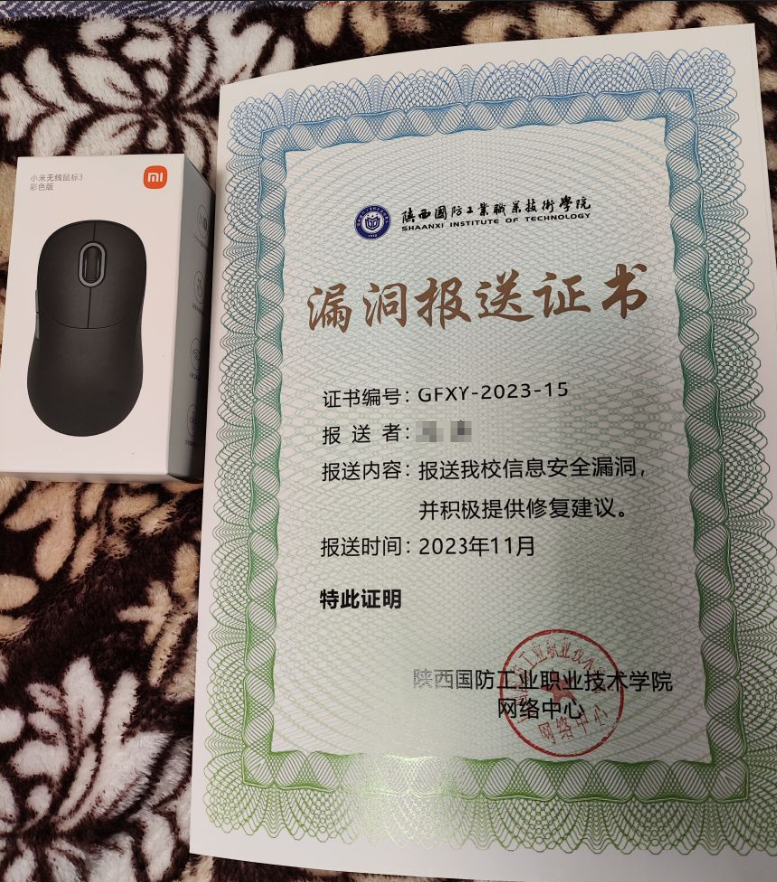 小米无线鼠标3
彩色版
陕西国防工業職業技術學院
SHAANXI INSTITUTE OF TECHNOLOGY
漏洞报送证书
证书编号：GFXY-2023-15
报 送 者：
报送内容：报送我校信息安全漏洞，
并积极提供修复建议。
报送时间：2023年11月
特此证明
陕西国防工业职业技术学院
网络中心
网络中心